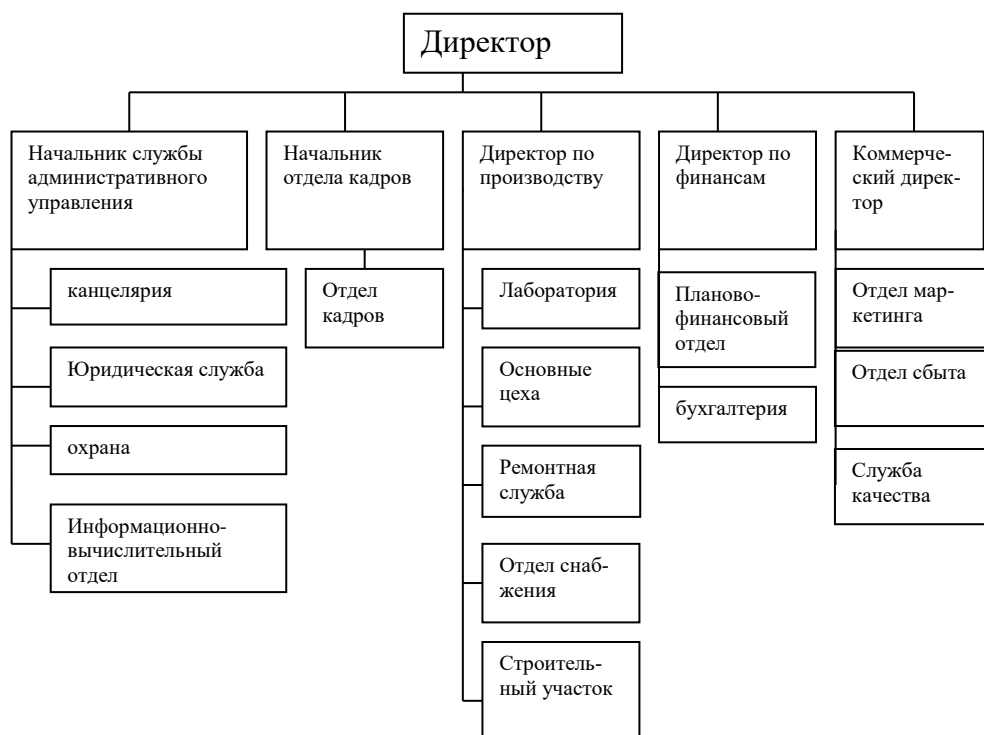 Директор
Начальник службы
административного
управления
Начальник
отдела кадров
Директор по
производству
Директор по
финансам
Коммерче-
ский дирек-
тор
канцелярия
Юридическая служба
охрана
Информационно-
вычислительный
отдел
Отдел
кадров
Лаборатория
Основные
цеха
Ремонтная
служба
Отдел снаб-
жения
Строитель-
ный участок
Планово-
финансовый
отдел
бухгалтерия
Отдел мар-
кетинга
Отдел сбыта
Служба
качества